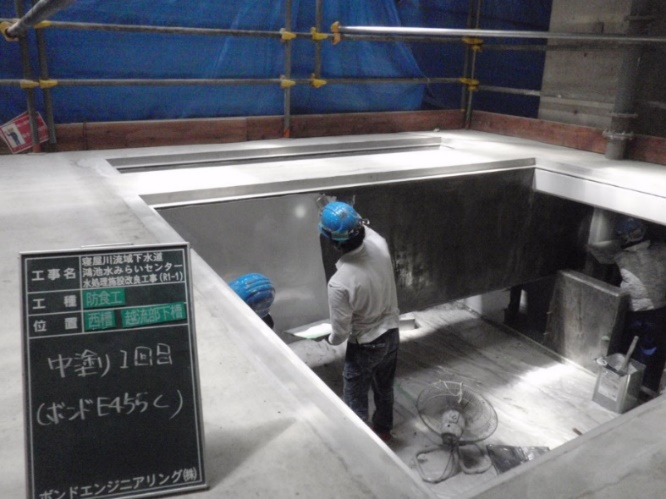 工事名
寝屋川流域下水道
鴻池水みらいセンター
水処理施設改良工事(R1-1)
工種 防食工
位置 西槽 越流部下槽
中塗り1回目
(ボンドE455C)
ボンドエンジニアリング㈱